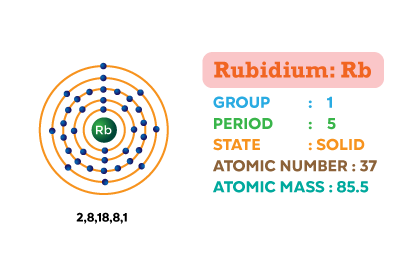 Rubidium: Rb
GROUP : 1
PERIOD : 5
STATE : SOLID
ATOMIC NUMBER : 37
ATOMIC MASS : 85.5
Rb
2,8,18,8,1